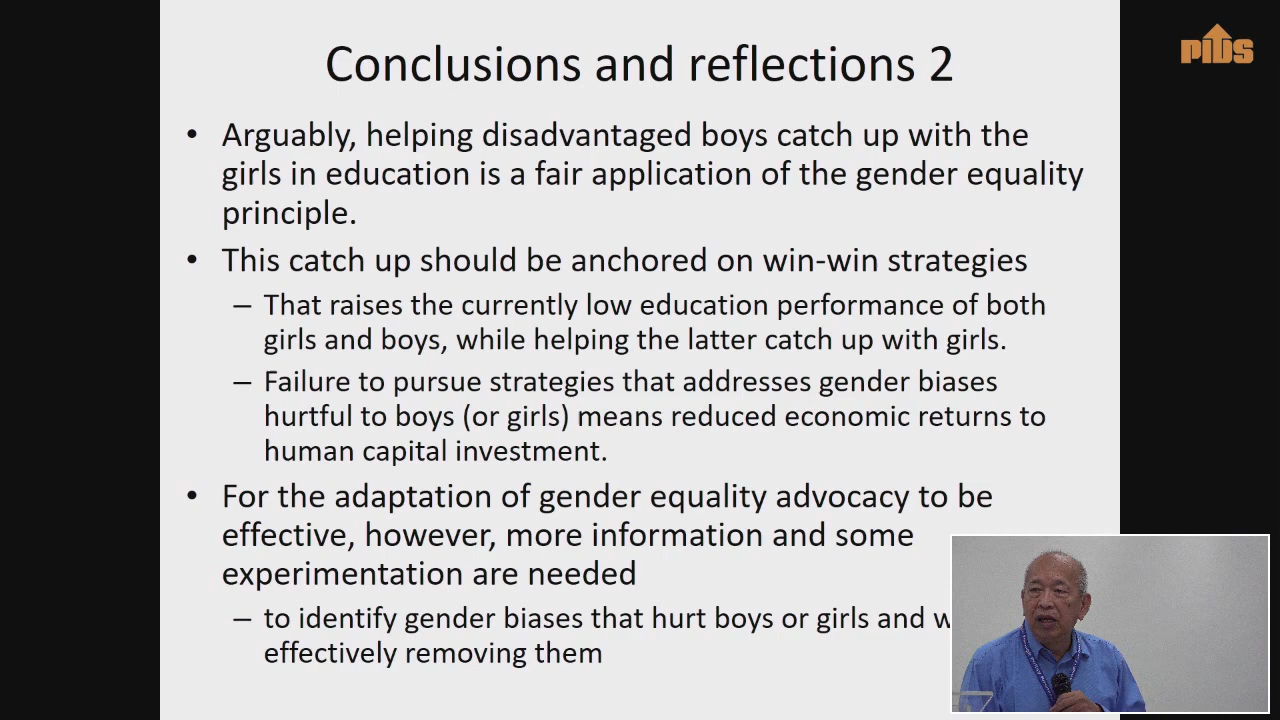 PIDS
Conclusions and reflections 2
• Arguably, helping disadvantaged boys catch up with the
girls in education is a fair application of the gender equality
principle.
• This catch up should be anchored on win-win strategies
– That raises the currently low education performance of both
girls and boys, while helping the latter catch up with girls.
– Failure to pursue strategies that addresses gender biases
hurtful to boys (or girls) means reduced economic returns to
human capital investment.
• For the adaptation of gender equality advocacy to be
effective, however, more information and some
experimentation are needed
– to identify gender biases that hurt boys or girls and
effectively removing them